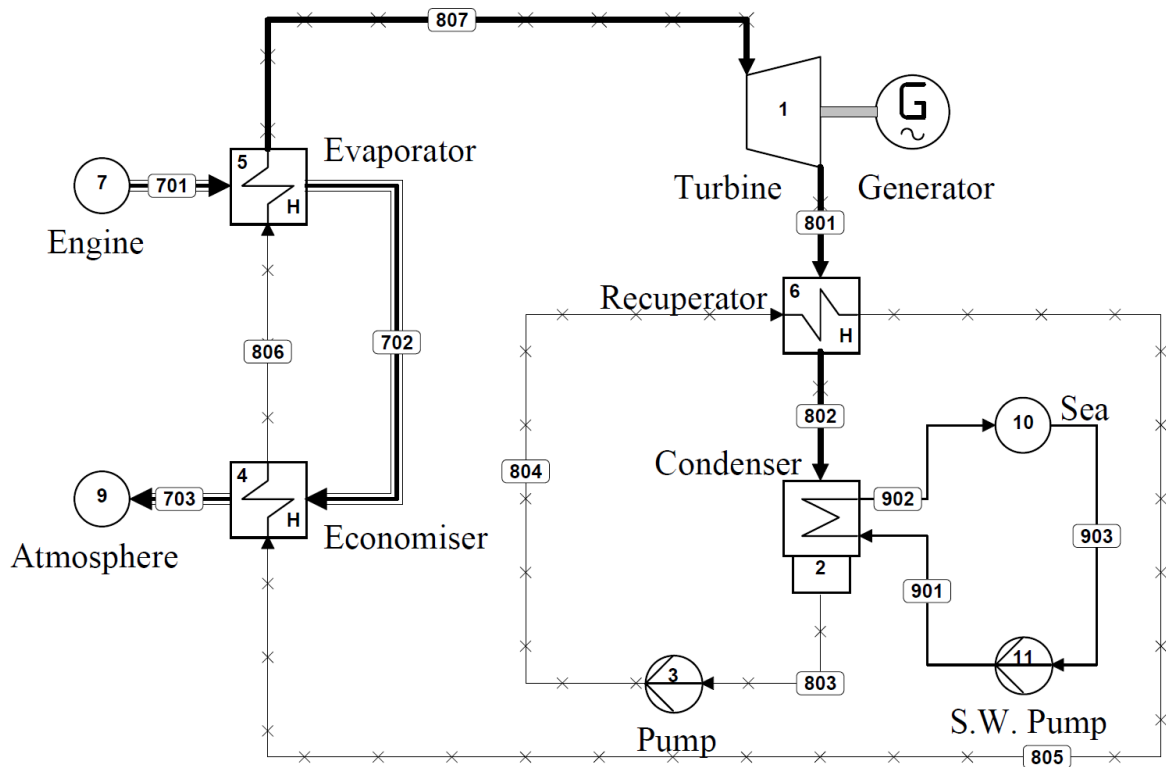 807
5
Evaporator
1
G
7
701
H
Turbine
Generator
Engine
801
6
Recuperator
H
702
806
802
10
Sea
Condenser
804
4
902
9
703
H
903
Atmosphere
Economiser
2
901
3
803
11
Pump
S.W. Pump
805